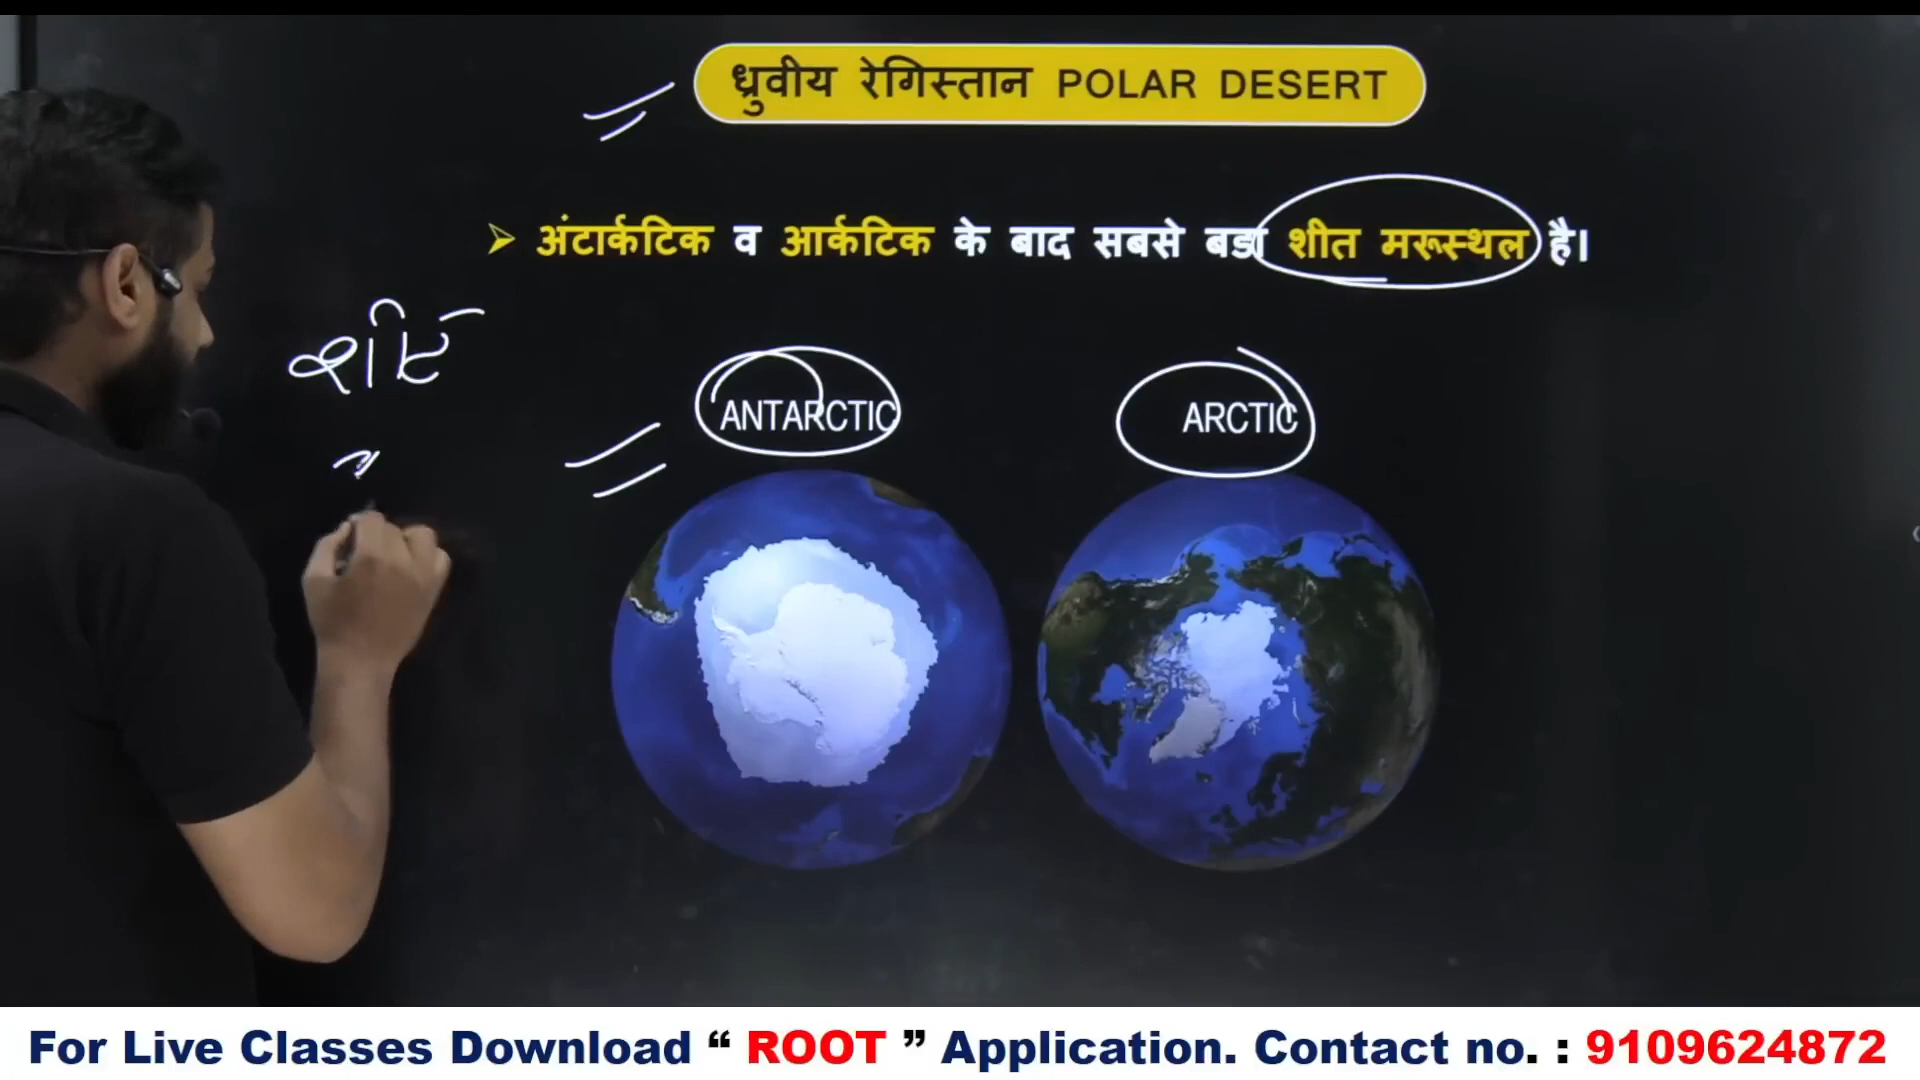 ध्रुवीय रेगिस्तान POLAR DESERT
➢ अंटार्कटिक व आर्कटिक के बाद सबसे बडा शीत मरूस्थल है।
ANTARCTIC ARCTIC
For Live Classes Download “ ROOT ” Application. Contact no. : 9109624872